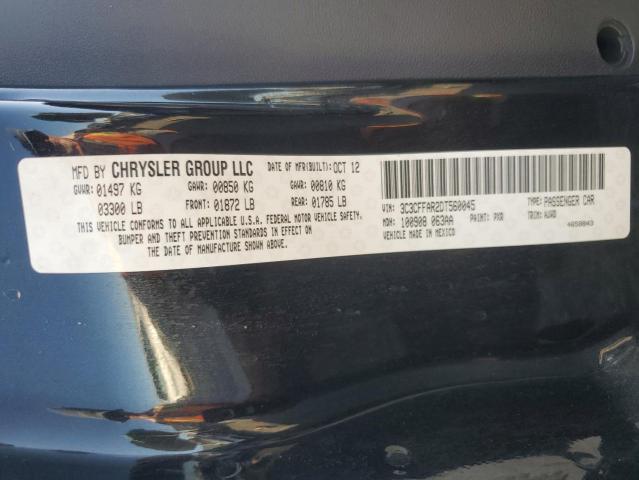 MFD BY CHRYSLER GROUP LLC DATE OF MFR(BUILT): OCT 12
GVWR: 01497 KG GAWR: 00850 KG GAWR: 00810 KG
03300 LB FRONT: 01872 LB REAR: 01785 LB
THIS VEHICLE CONFORMS TO ALL APPLICABLE U.S.A. FEDERAL MOTOR VEHICLE SAFETY,
BUMPER AND THEFT PREVENTION STANDARDS IN EFFECT ON
THE DATE OF MANUFACTURE SHOWN ABOVE.
VIN: 3C3CFFAR2DT560045 TYPE: PASSENGER CAR
MDH: 100908 063AA PAINT: PXR TRIM: AUX9
VEHICLE MADE IN MEXICO 4658043